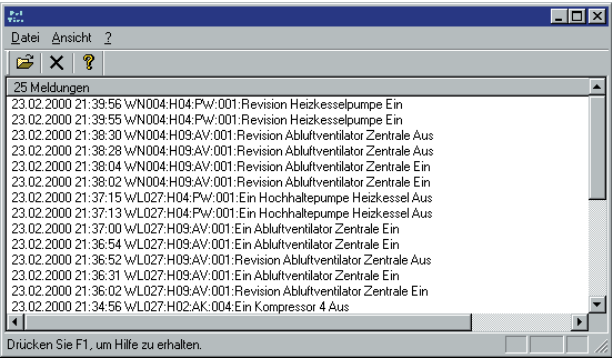 Datei Ansicht ?
25 Meldungen
23.02.2000 21:39:56 WN004:H04:PW:001:Revision Heizkesselpumpe Ein
23.02.2000 21:39:55 WN004:H04:PW:001:Revision Heizkesselpumpe Ein
23.02.2000 21:38:30 WN004:H09:AV:001:Revision Abluftventilator Zentrale Aus
23.02.2000 21:38:28 WN004:H09:AV:001:Revision Abluftventilator Zentrale Aus
23.02.2000 21:38:04 WN004:H09:AV:001:Revision Abluftventilator Zentrale Ein
23.02.2000 21:38:02 WN004:H09:AV:001:Revision Abluftventilator Zentrale Ein
23.02.2000 21:37:15 WL027:H04:PW:001:Ein Hochhaltepumpe Heizkessel Aus
23.02.2000 21:37:13 WL027:H04:PW:001:Ein Hochhaltepumpe Heizkessel Aus
23.02.2000 21:37:00 WL027:H09:AV:001:Ein Abluftventilator Zentrale Ein
23.02.2000 21:36:54 WL027:H09:AV:001:Ein Abluftventilator Zentrale Ein
23.02.2000 21:36:52 WL027:H09:AV:001:Revision Abluftventilator Zentrale Aus
23.02.2000 21:36:31 WL027:H09:AV:001:Ein Abluftventilator Zentrale Ein
23.02.2000 21:36:02 WL027:H09:AV:001:Revision Abluftventilator Zentrale Ein
23.02.2000 21:34:56 WL027:H02:AK:004:Ein Kompressor 4 Aus
Drücken Sie F1, um Hilfe zu erhalten.